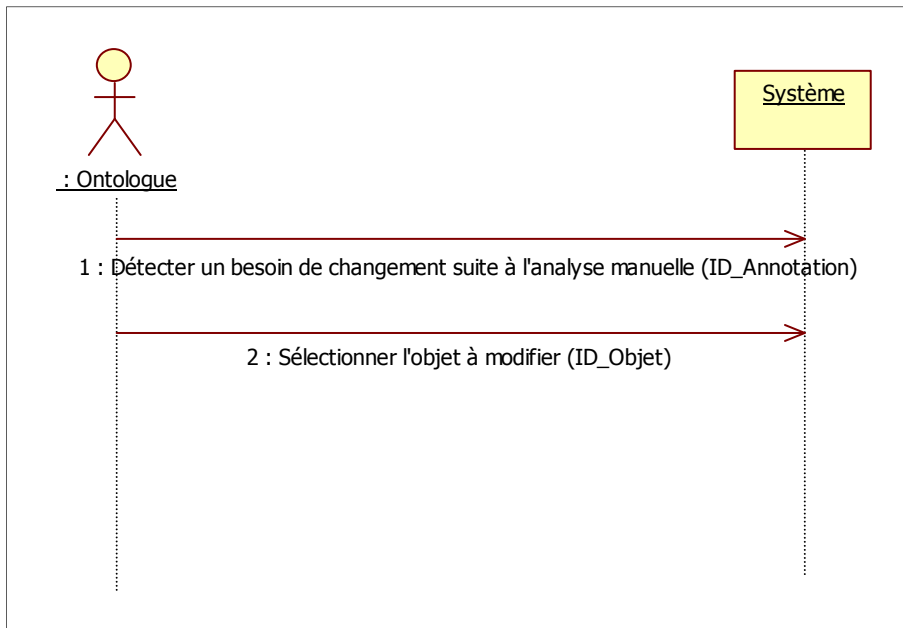 Système
: Ontologue
1 : Détecter un besoin de changement suite à l'analyse manuelle (ID_Annotation)
2 : Sélectionner l'objet à modifier (ID_Objet)